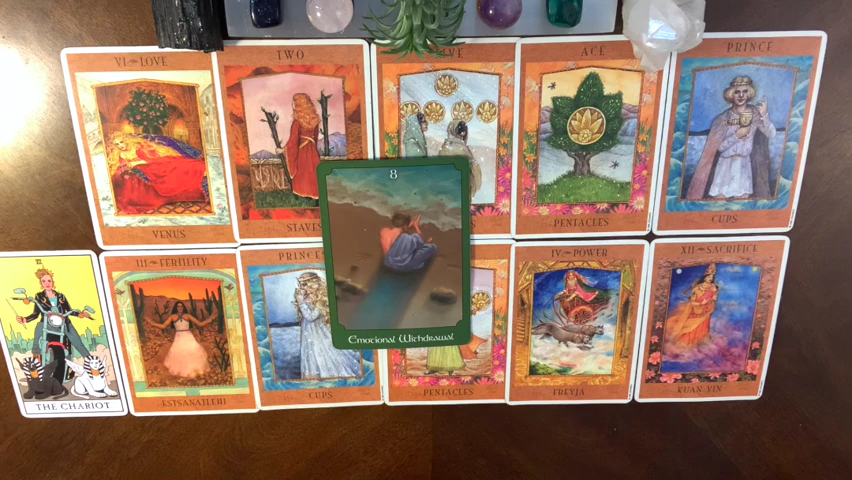 VI LOVE
VENUS
TWO
STAVES
PENTACLES
ACE
PENTACLES
PRINCE
CUPS
8
Emotional Withdrawal
THE CHARIOT
III FERTILITY
ESTSANATLEHI
CUPS
PENTACLES
IV POWER
FREYJA
XII SACRIFICE
KUAN YIN